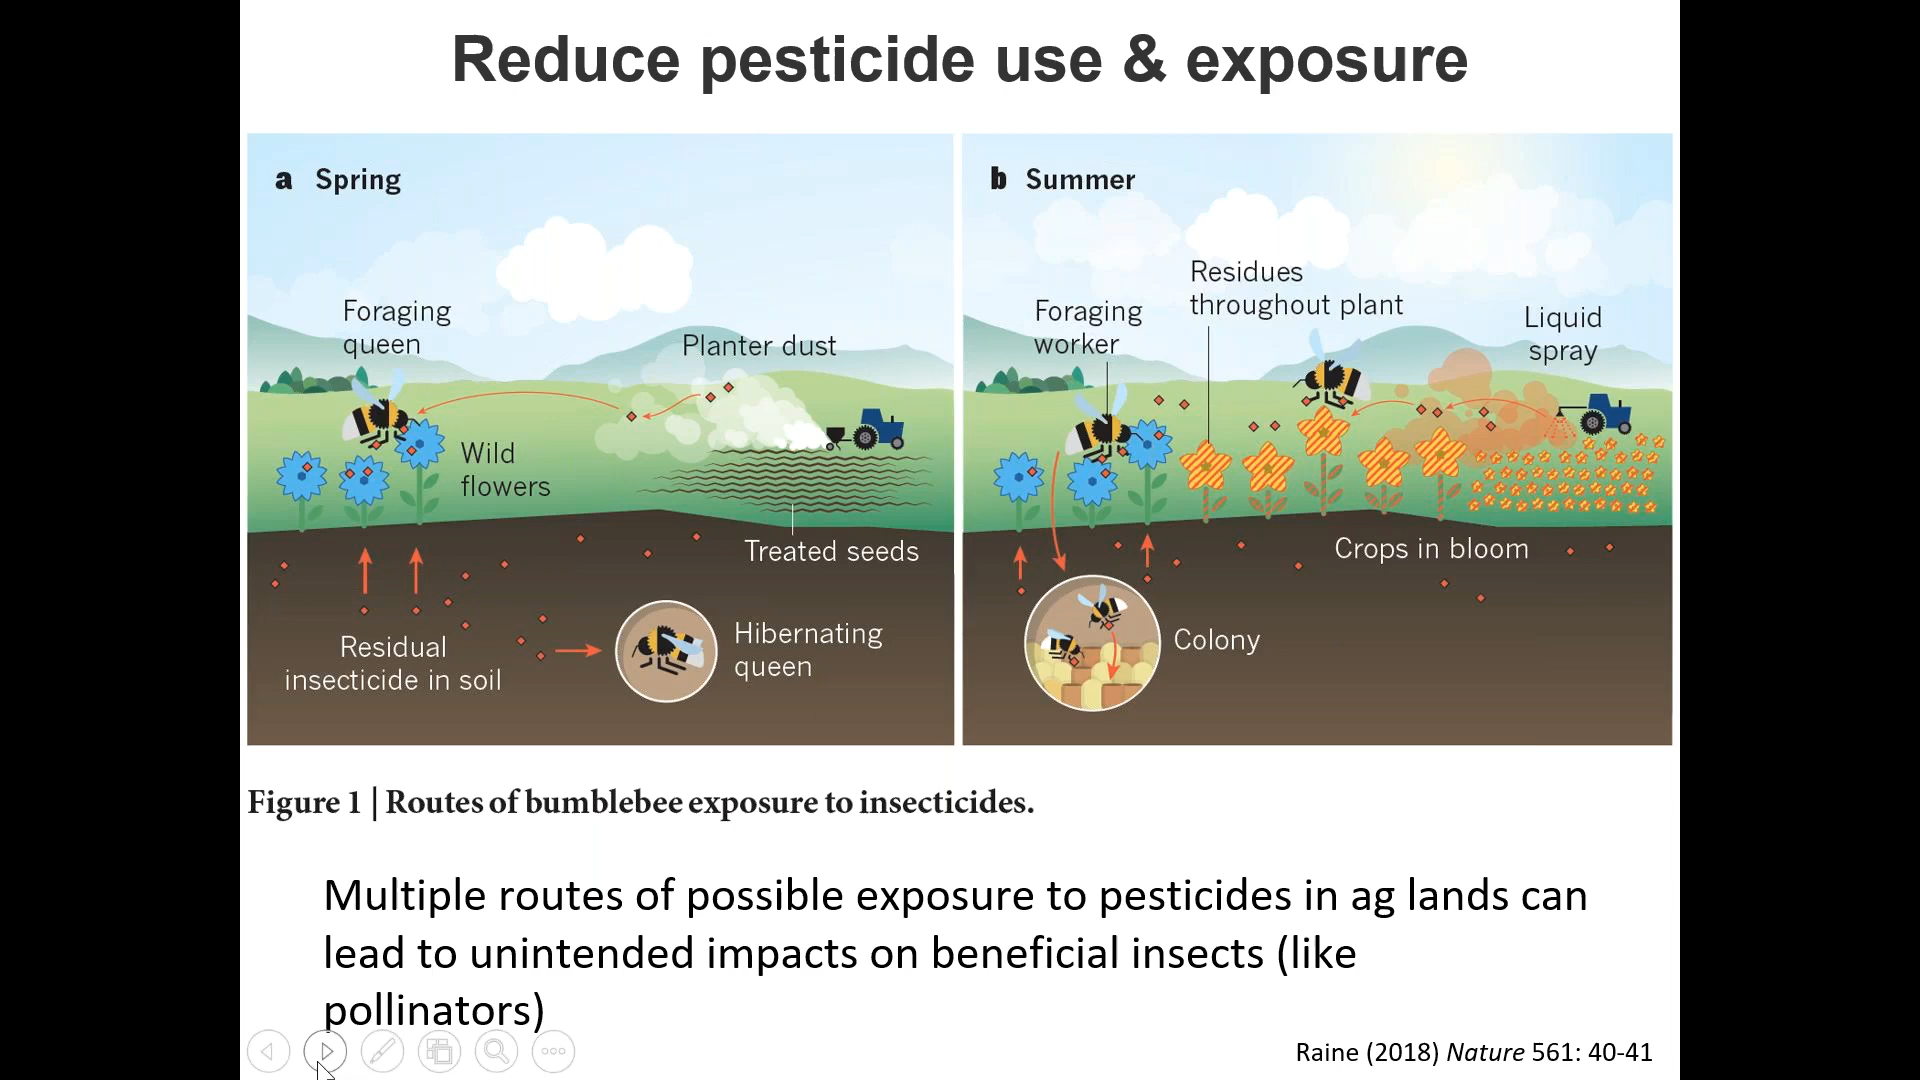 Reduce pesticide use & exposure
a Spring
Foraging
queen
Planter dust
Wild
flowers
Treated seeds
Residual
insecticide in soil
Hibernating
queen
b Summer
Residues
throughout plant
Foraging
worker
Liquid
spray
Crops in bloom
Colony
Figure 1 | Routes of bumblebee exposure to insecticides.
Multiple routes of possible exposure to pesticides in ag lands can
lead to unintended impacts on beneficial insects (like
pollinators)
Raine (2018) Nature 561: 40-41